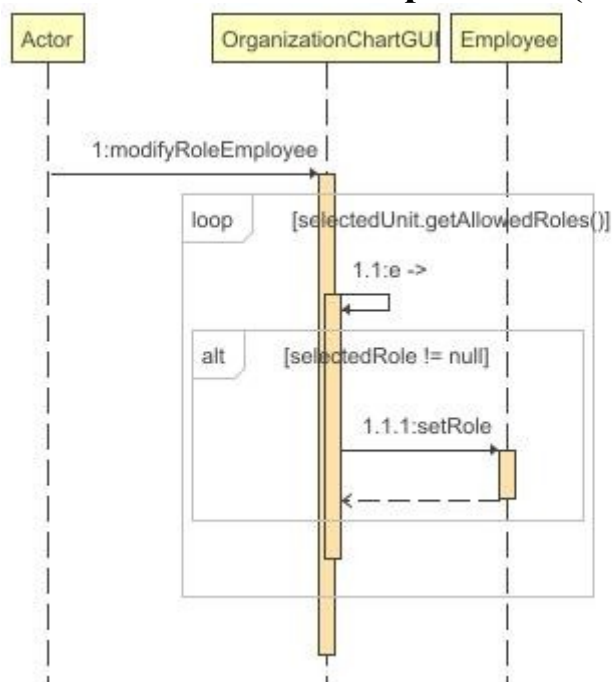 Actor
OrganizationChartGUI
Employee
1:modifyRoleEmployee
loop
[selectedUnit.getAllowedRoles()]
1.1:e ->
alt
[selectedRole != null]
1.1.1:setRole